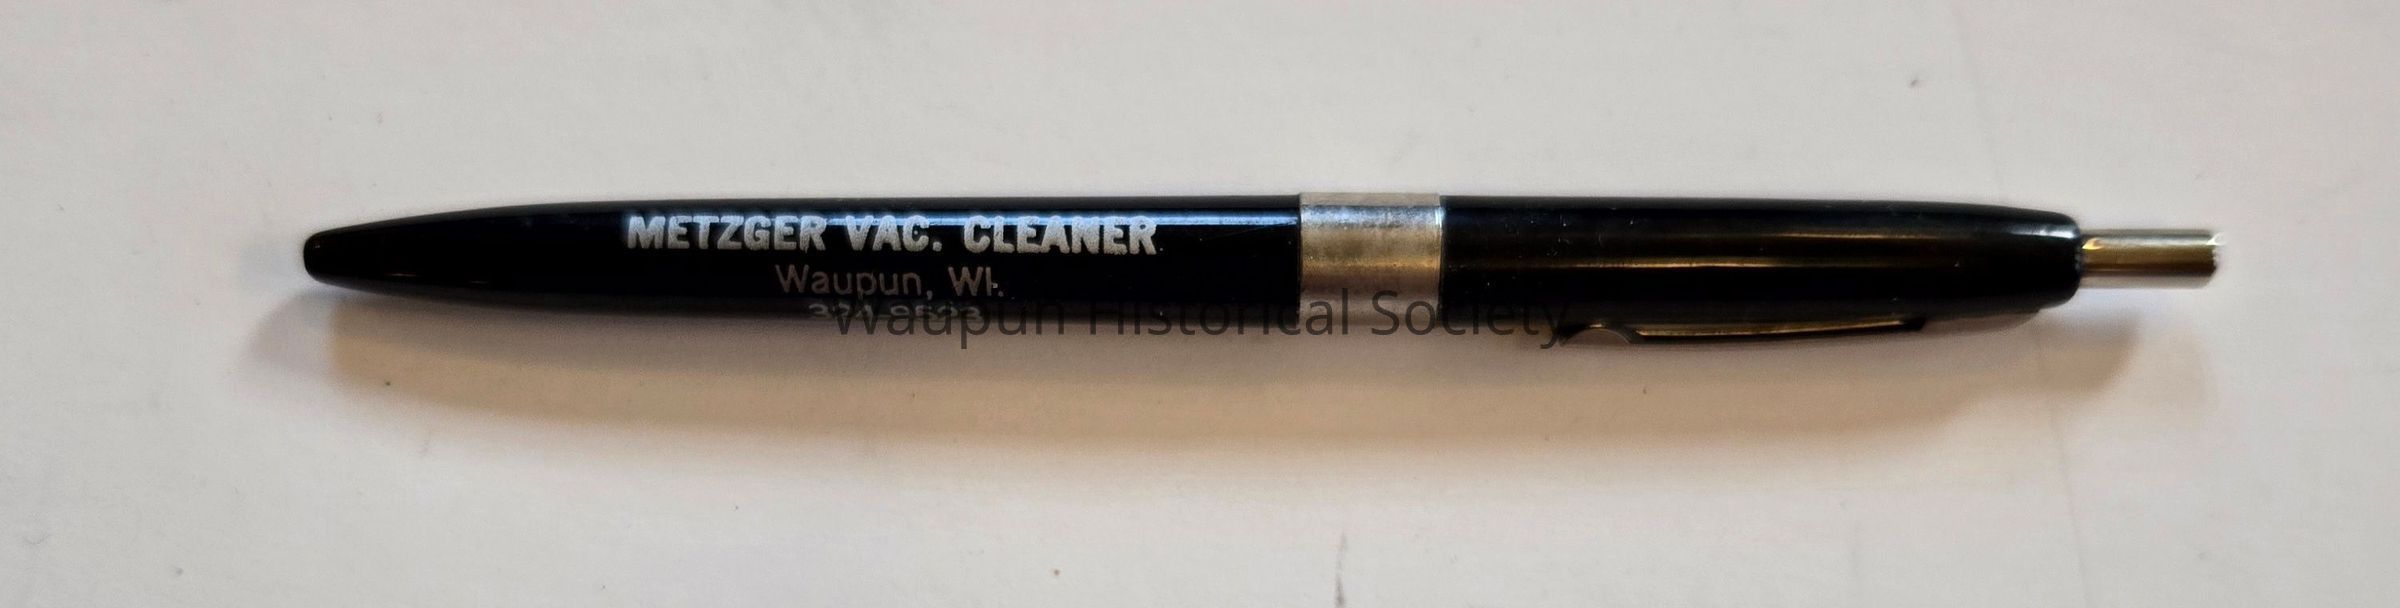 METZGER VAC. CLEANER
Waupun, WI.
Waupun Historical Society